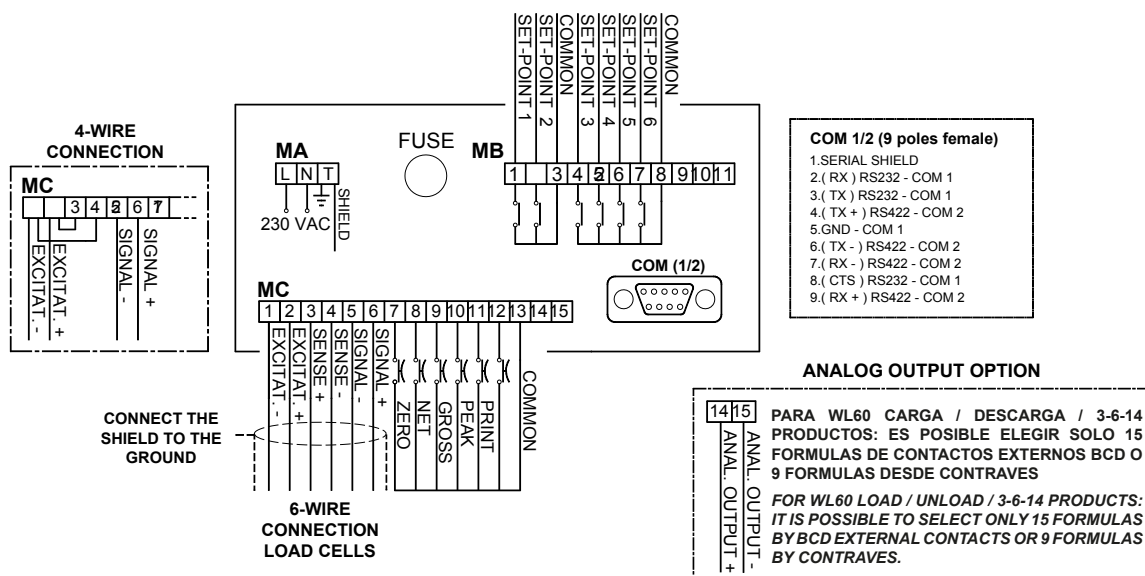 SET-POINT 1
SET-POINT 2
COMMON
SET-POINT 3
SET-POINT 4
SET-POINT 5
SET-POINT 6
COMMON
4-WIRE
CONNECTION
MC
3 4 5 6 7
EXCITAT. -
EXCITAT. +
SIGNAL -
SIGNAL +
MA
L N T
230 VAC
SHIELD
FUSE
MB
1 3 4 5 6 7 8 9 10 11
COM (1/2)
MC
1 2 3 4 5 6 7 8 9 10 11 12 13 14 15
EXCITAT. -
EXCITAT. +
SENSE +
SENSE -
SIGNAL -
SIGNAL +
ZERO
NET
GROSS
PEAK
PRINT
COMMON
CONNECT THE
SHIELD TO THE
GROUND
6-WIRE
CONNECTION
LOAD CELLS
COM 1/2 (9 poles female)
1.SERIAL SHIELD
2.( RX ) RS232 - COM 1
3.( TX ) RS232 - COM 1
4.( TX + ) RS422 - COM 2
5.GND - COM 1
6.( TX - ) RS422 - COM 2
7.( RX - ) RS422 - COM 2
8.( CTS ) RS232 - COM 1
9.( RX + ) RS422 - COM 2
ANALOG OUTPUT OPTION
14 15
ANAL. OUTPUT +
ANAL. OUTPUT -
PARA WL60 CARGA / DESCARGA / 3-6-14
PRODUCTOS: ES POSIBLE ELEGIR SOLO 15
FORMULAS DE CONTACTOS EXTERNOS BCD O
9 FORMULAS DESDE CONTRAVES
FOR WL60 LOAD / UNLOAD / 3-6-14 PRODUCTS:
IT IS POSSIBLE TO SELECT ONLY 15 FORMULAS
BY BCD EXTERNAL CONTACTS OR 9 FORMULAS
BY CONTRAVES.